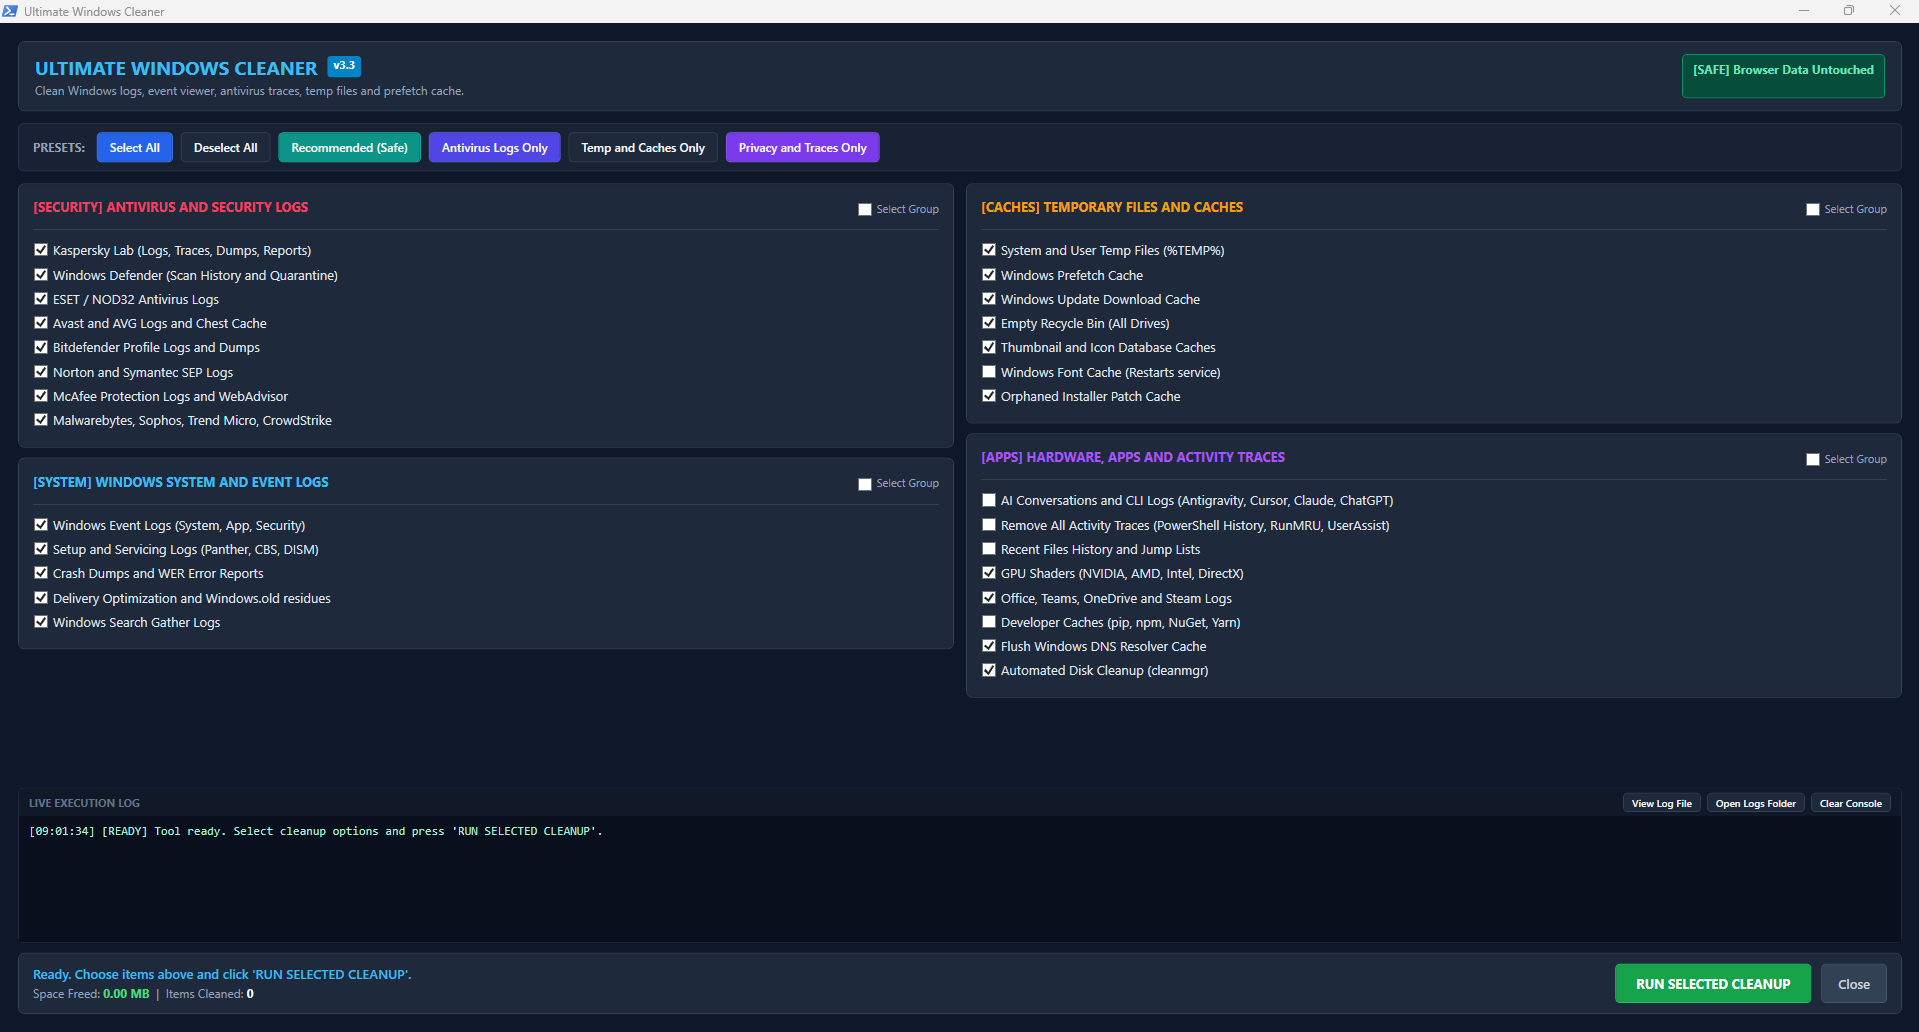 Ultimate Windows Cleaner
ULTIMATE WINDOWS CLEANER v3.3
Clean Windows logs, event viewer, antivirus traces, temp files and prefetch cache.
[SAFE] Browser Data Untouched
PRESETS: Select All Deselect All Recommended (Safe) Antivirus Logs Only Temp and Caches Only Privacy and Traces Only
[SECURITY] ANTIVIRUS AND SECURITY LOGS Select Group
Kaspersky Lab (Logs, Traces, Dumps, Reports)
Windows Defender (Scan History and Quarantine)
ESET / NOD32 Antivirus Logs
Avast and AVG Logs and Chest Cache
Bitdefender Profile Logs and Dumps
Norton and Symantec SEP Logs
McAfee Protection Logs and WebAdvisor
Malwarebytes, Sophos, Trend Micro, CrowdStrike
[SYSTEM] WINDOWS SYSTEM AND EVENT LOGS Select Group
Windows Event Logs (System, App, Security)
Setup and Servicing Logs (Panther, CBS, DISM)
Crash Dumps and WER Error Reports
Delivery Optimization and Windows.old residues
Windows Search Gather Logs
[CACHES] TEMPORARY FILES AND CACHES Select Group
System and User Temp Files (%TEMP%)
Windows Prefetch Cache
Windows Update Download Cache
Empty Recycle Bin (All Drives)
Thumbnail and Icon Database Caches
Windows Font Cache (Restarts service)
Orphaned Installer Patch Cache
[APPS] HARDWARE, APPS AND ACTIVITY TRACES Select Group
AI Conversations and CLI Logs (Antigravity, Cursor, Claude, ChatGPT)
Remove All Activity Traces (PowerShell History, RunMRU, UserAssist)
Recent Files History and Jump Lists
GPU Shaders (NVIDIA, AMD, Intel, DirectX)
Office, Teams, OneDrive and Steam Logs
Developer Caches (pip, npm, NuGet, Yarn)
Flush Windows DNS Resolver Cache
Automated Disk Cleanup (cleanmgr)
LIVE EXECUTION LOG View Log File Open Logs Folder Clear Console
[09:01:34] [READY] Tool ready. Select cleanup options and press 'RUN SELECTED CLEANUP'.
Ready. Choose items above and click 'RUN SELECTED CLEANUP'.
Space Freed: 0.00 MB | Items Cleaned: 0
RUN SELECTED CLEANUP Close